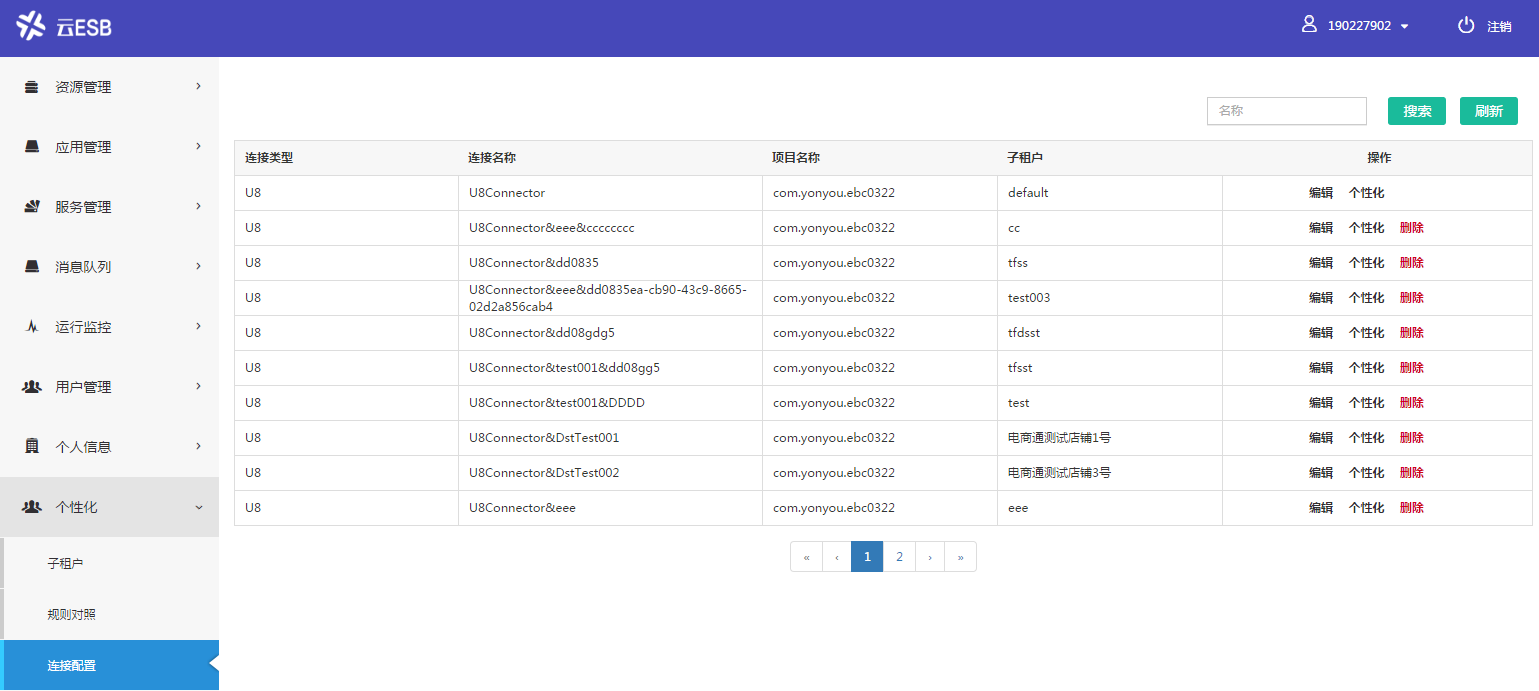 云ESB
190227902
注销
资源管理
应用管理
服务管理
消息队列
运行监控
用户管理
个人信息
个性化
子租户
规则对照
连接配置
名称
搜索
刷新
连接类型 连接名称 项目名称 子租户 操作
U8 U8Connector com.yonyou.ebc0322 default 编辑 个性化
U8 U8Connector&eee&cccccccc com.yonyou.ebc0322 cc 编辑 个性化 删除
U8 U8Connector&dd0835 com.yonyou.ebc0322 tfss 编辑 个性化 删除
U8 U8Connector&eee&dd0835ea-cb90-43c9-8665-
02d2a856cab4 com.yonyou.ebc0322 test003 编辑 个性化 删除
U8 U8Connector&dd08gdg5 com.yonyou.ebc0322 tfdsst 编辑 个性化 删除
U8 U8Connector&test001&dd08gg5 com.yonyou.ebc0322 tfsst 编辑 个性化 删除
U8 U8Connector&test001&DDDD com.yonyou.ebc0322 test 编辑 个性化 删除
U8 U8Connector&DstTest001 com.yonyou.ebc0322 电商通测试店铺1号 编辑 个性化 删除
U8 U8Connector&DstTest002 com.yonyou.ebc0322 电商通测试店铺3号 编辑 个性化 删除
U8 U8Connector&eee com.yonyou.ebc0322 eee 编辑 个性化 删除
« ‹ 1 2 › »